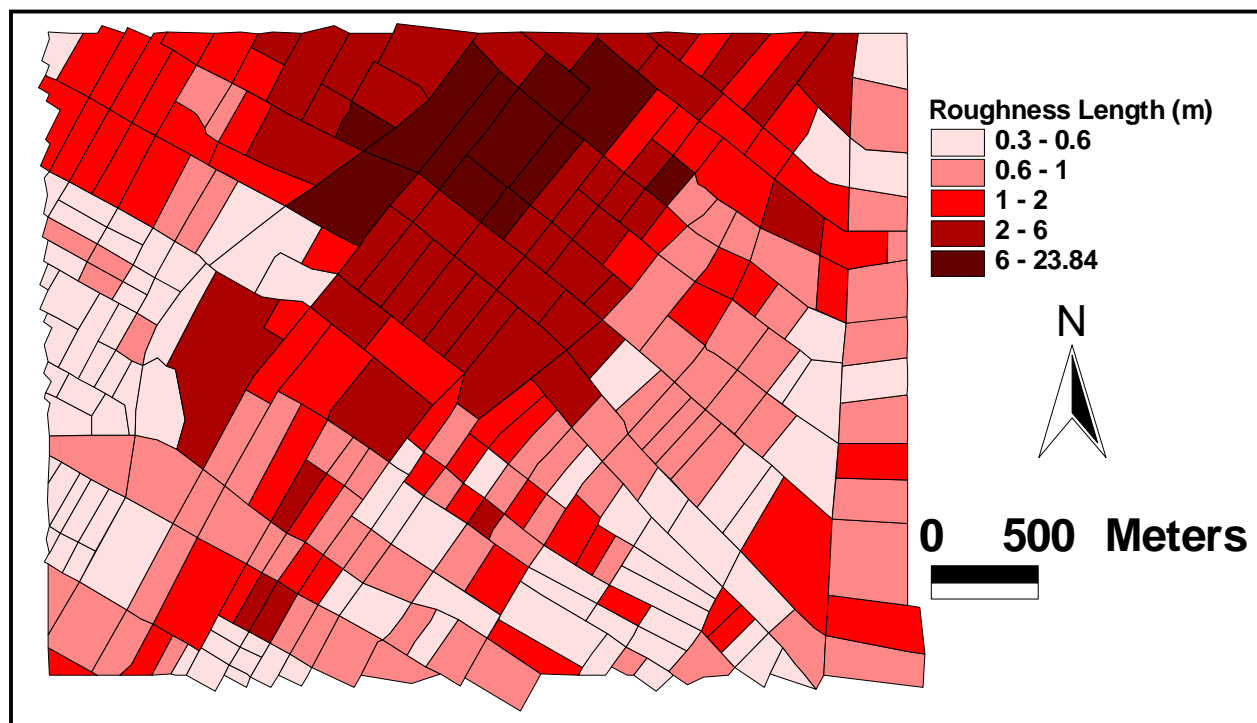 Roughness Length (m)
0.3 - 0.6
0.6 - 1
1 - 2
2 - 6
6 - 23.84
N
0 500 Meters